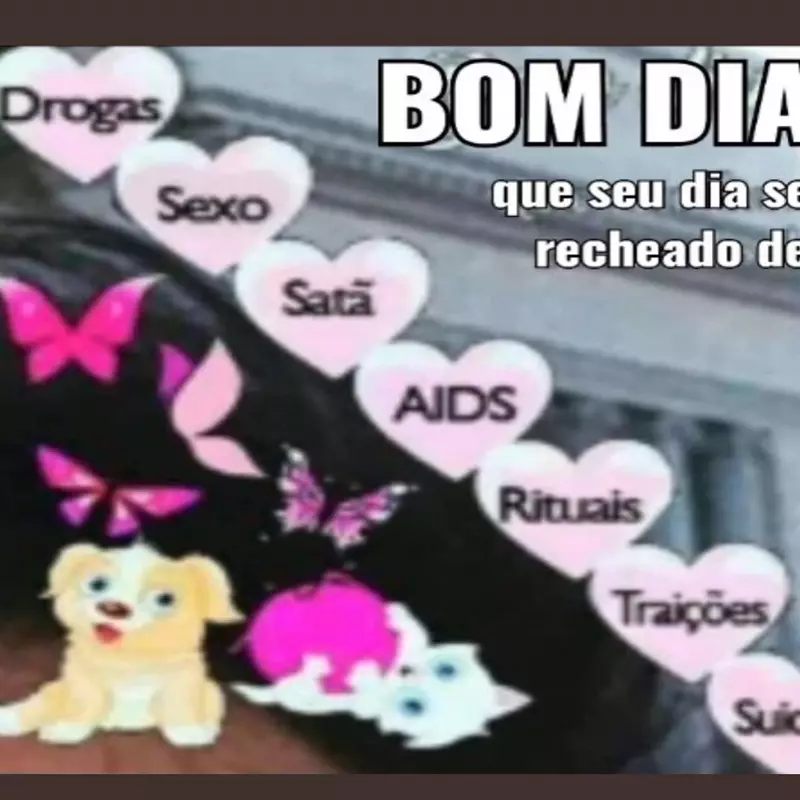 BOM DIA
que seu dia se
recheado de
Drogas
Sexo
Satã
AIDS
Rituais
Traições